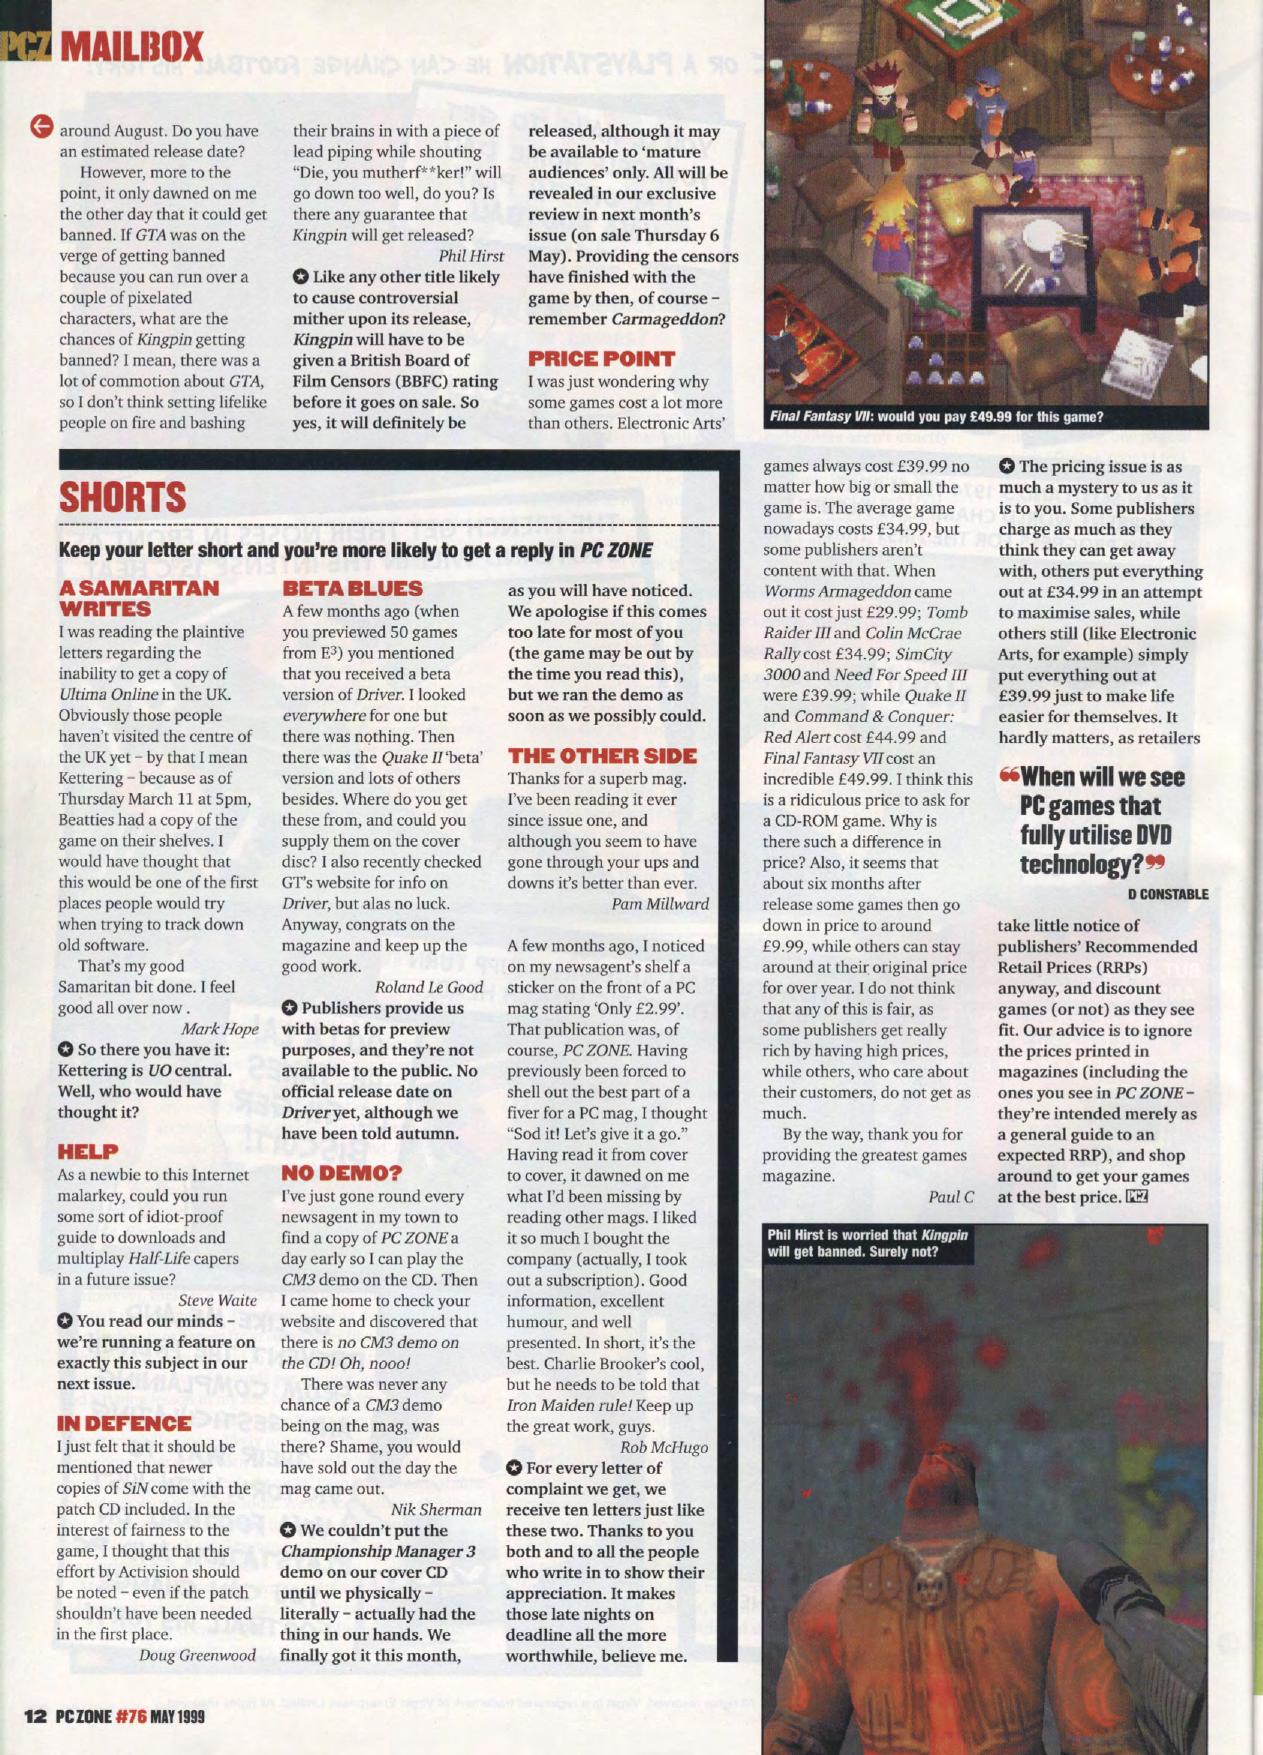 PCZ MAILBOX
around August. Do you have
an estimated release date?
However, more to the
point, it only dawned on me
the other day that it could get
banned. If GTA was on the
verge of getting banned
because you can run over a
couple of pixelated
characters, what are the
chances of Kingpin getting
banned? I mean, there was a
lot of commotion about GTA,
so I don't think setting lifelike
people on fire and bashing
their brains in with a piece of
lead piping while shouting
"Die, you mutherf**ker!" will
go down too well, do you? Is
there any guarantee that
Kingpin will get released?
Phil Hirst
Like any other title likely
to cause controversial
mither upon its release,
Kingpin will have to be
given a British Board of
Film Censors (BBFC) rating
before it goes on sale. So
yes, it will definitely be
released, although it may
be available to 'mature
audiences' only. All will be
revealed in our exclusive
review in next month's
issue (on sale Thursday 6
May). Providing the censors
have finished with the
game by then, of course –
remember Carmageddon?
PRICE POINT
I was just wondering why
some games cost a lot more
than others. Electronic Arts'
Final Fantasy VII: would you pay £49.99 for this game?
games always cost £39.99 no
matter how big or small the
game is. The average game
nowadays costs £34.99, but
some publishers aren't
content with that. When
Worms Armageddon came
out it cost just £29.99; Tomb
Raider III and Colin McCrae
Rally cost £34.99; SimCity
3000 and Need For Speed III
were £39.99; while Quake II
and Command & Conquer:
Red Alert cost £44.99 and
Final Fantasy VII cost an
incredible £49.99. I think this
is a ridiculous price to ask for
a CD-ROM game. Why is
there such a difference in
price? Also, it seems that
about six months after
release some games then go
down in price to around
£9.99, while others can stay
around at their original price
for over year. I do not think
that any of this is fair, as
some publishers get really
rich by having high prices,
while others, who care about
their customers, do not get as
much.
By the way, thank you for
providing the greatest games
magazine.
Paul C
The pricing issue is as
much a mystery to us as it
is to you. Some publishers
charge as much as they
think they can get away
with, others put everything
out at £34.99 in an attempt
to maximise sales, while
others still (like Electronic
Arts, for example) simply
put everything out at
£39.99 just to make life
easier for themselves. It
hardly matters, as retailers
"When will we see
PC games that
fully utilise DVD
technology?"
D CONSTABLE
take little notice of
publishers' Recommended
Retail Prices (RRPs)
anyway, and discount
games (or not) as they see
fit. Our advice is to ignore
the prices printed in
magazines (including the
ones you see in PC ZONE –
they're intended merely as
a general guide to an
expected RRP), and shop
around to get your games
at the best price. PCZ
SHORTS
Keep your letter short and you're more likely to get a reply in PC ZONE
A SAMARITAN
WRITES
I was reading the plaintive
letters regarding the
inability to get a copy of
Ultima Online in the UK.
Obviously those people
haven't visited the centre of
the UK yet – by that I mean
Kettering – because as of
Thursday March 11 at 5pm,
Beatties had a copy of the
game on their shelves. I
would have thought that
this would be one of the first
places people would try
when trying to track down
old software.
That's my good
Samaritan bit done. I feel
good all over now .
Mark Hope
So there you have it:
Kettering is UO central.
Well, who would have
thought it?
HELP
As a newbie to this Internet
malarkey, could you run
some sort of idiot-proof
guide to downloads and
multiplay Half-Life capers
in a future issue?
Steve Waite
You read our minds –
we're running a feature on
exactly this subject in our
next issue.
IN DEFENCE
I just felt that it should be
mentioned that newer
copies of SiN come with the
patch CD included. In the
interest of fairness to the
game, I thought that this
effort by Activision should
be noted – even if the patch
shouldn't have been needed
in the first place.
Doug Greenwood
BETA BLUES
A few months ago (when
you previewed 50 games
from E³) you mentioned
that you received a beta
version of Driver. I looked
everywhere for one but
there was nothing. Then
there was the Quake II 'beta'
version and lots of others
besides. Where do you get
these from, and could you
supply them on the cover
disc? I also recently checked
GT's website for info on
Driver, but alas no luck.
Anyway, congrats on the
magazine and keep up the
good work.
Roland Le Good
Publishers provide us
with betas for preview
purposes, and they're not
available to the public. No
official release date on
Driver yet, although we
have been told autumn.
NO DEMO?
I've just gone round every
newsagent in my town to
find a copy of PC ZONE a
day early so I can play the
CM3 demo on the CD. Then
I came home to check your
website and discovered that
there is no CM3 demo on
the CD! Oh, nooo!
There was never any
chance of a CM3 demo
being on the mag, was
there? Shame, you would
have sold out the day the
mag came out.
Nik Sherman
We couldn't put the
Championship Manager 3
demo on our cover CD
until we physically –
literally – actually had the
thing in our hands. We
finally got it this month,
as you will have noticed.
We apologise if this comes
too late for most of you
(the game may be out by
the time you read this),
but we ran the demo as
soon as we possibly could.
THE OTHER SIDE
Thanks for a superb mag.
I've been reading it ever
since issue one, and
although you seem to have
gone through your ups and
downs it's better than ever.
Pam Millward
A few months ago, I noticed
on my newsagent's shelf a
sticker on the front of a PC
mag stating 'Only £2.99'.
That publication was, of
course, PC ZONE. Having
previously been forced to
shell out the best part of a
fiver for a PC mag, I thought
"Sod it! Let's give it a go."
Having read it from cover
to cover, it dawned on me
what I'd been missing by
reading other mags. I liked
it so much I bought the
company (actually, I took
out a subscription). Good
information, excellent
humour, and well
presented. In short, it's the
best. Charlie Brooker's cool,
but he needs to be told that
Iron Maiden rule! Keep up
the great work, guys.
Rob McHugo
For every letter of
complaint we get, we
receive ten letters just like
these two. Thanks to you
both and to all the people
who write in to show their
appreciation. It makes
those late nights on
deadline all the more
worthwhile, believe me.
Phil Hirst is worried that Kingpin
will get banned. Surely not?
12 PC ZONE #76 MAY 1999